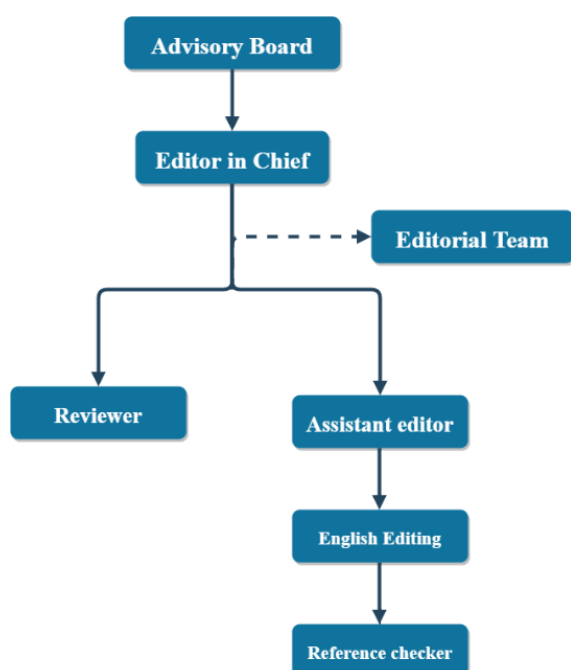 Advisory Board
Editor in Chief
Editorial Team
Reviewer
Assistant editor
English Editing
Reference checker